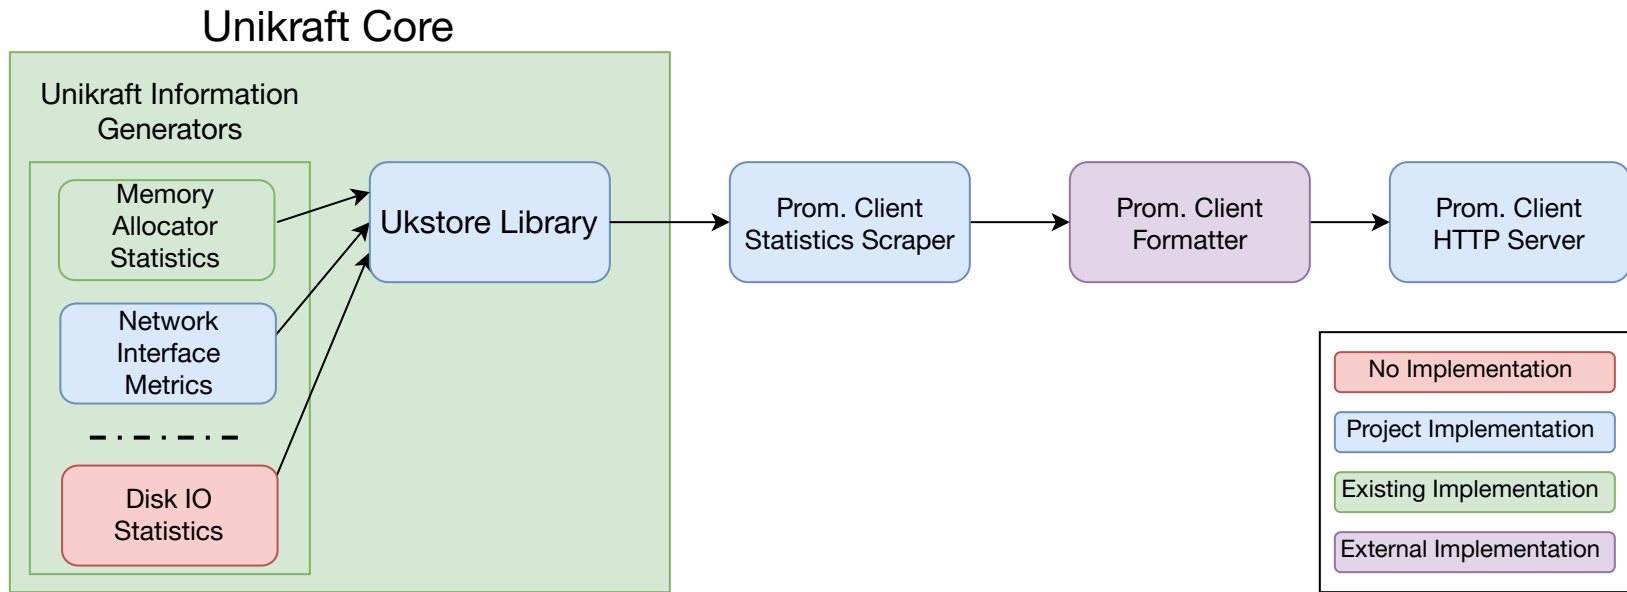 Unikraft Core
Unikraft Information
Generators
Memory
Allocator
Statistics
Network
Interface
Metrics
Disk IO
Statistics
Ukstore Library
Prom. Client
Statistics Scraper
Prom. Client
Formatter
Prom. Client
HTTP Server
No Implementation
Project Implementation
Existing Implementation
External Implementation